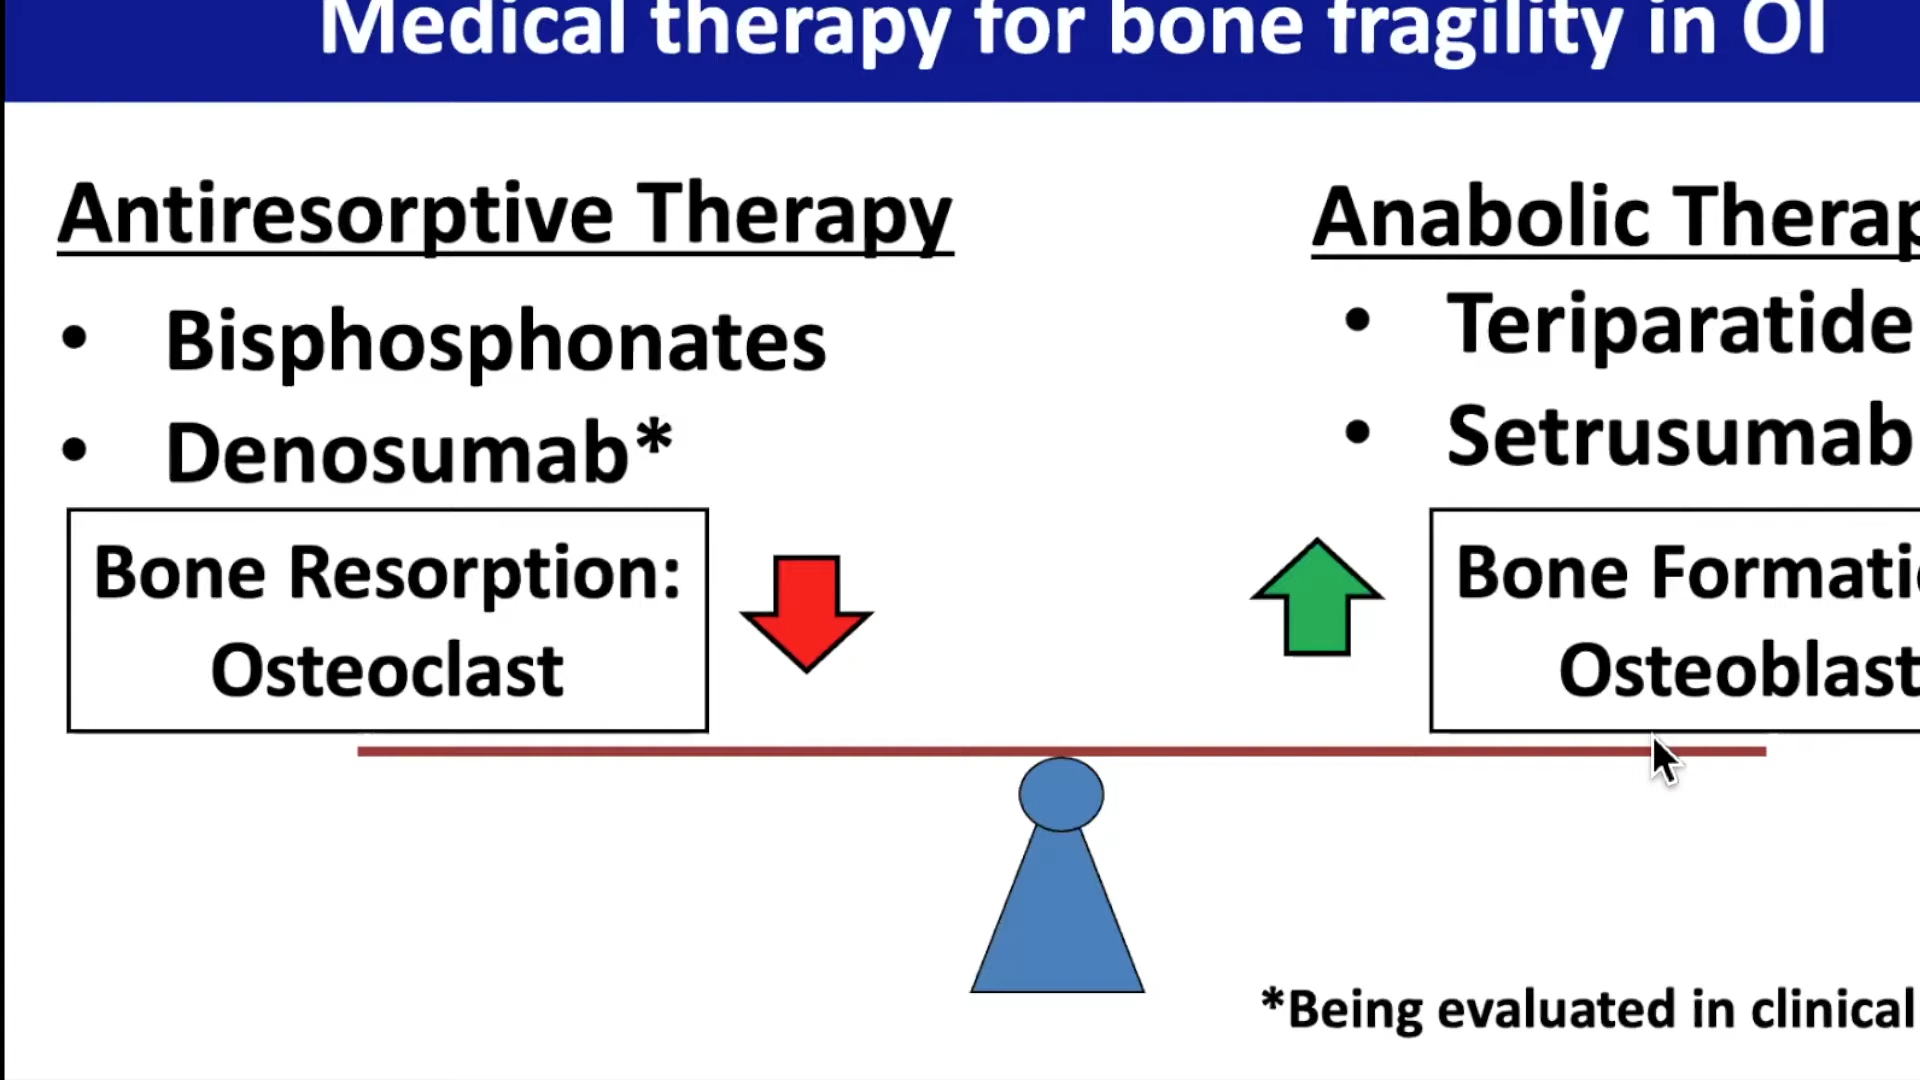 Medical therapy for bone fragility in OI
Antiresorptive Therapy
• Bisphosphonates
• Denosumab*
Bone Resorption:
Osteoclast
Anabolic Therap
• Teriparatide
• Setrusumab
Bone Formati
Osteoblast
*Being evaluated in clinical